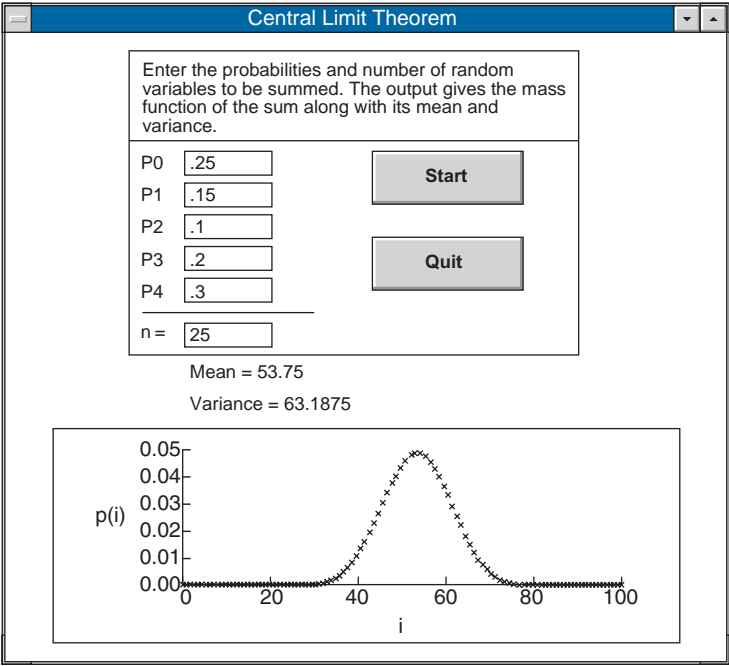 Central Limit Theorem
Enter the probabilities and number of random
variables to be summed. The output gives the mass
function of the sum along with its mean and
variance.
P0 .25
P1 .15
P2 .1
P3 .2
P4 .3
n = 25
Start
Quit
Mean = 53.75
Variance = 63.1875
0.05
0.04
0.03
0.02
0.01
0.00
p(i)
0 20 40 60 80 100
i